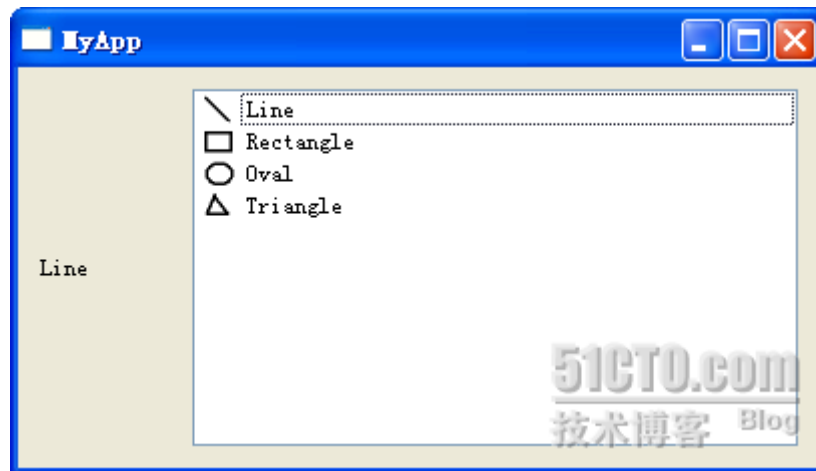 MyApp
Line
Rectangle
Oval
Triangle
Line
51CTO.com
技术博客 Blog